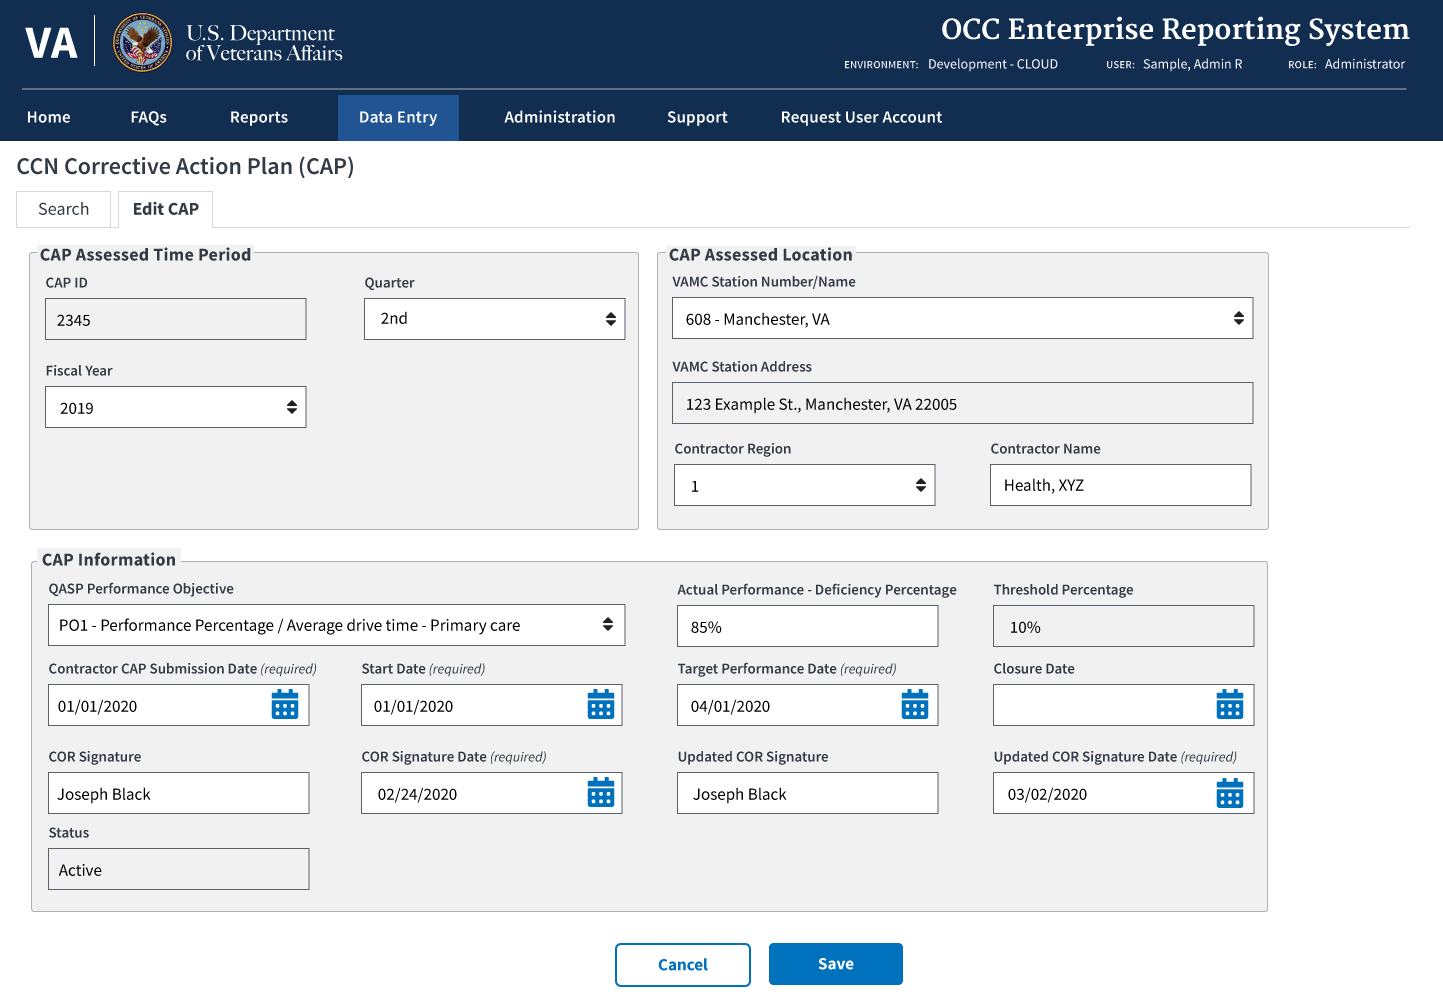 VA
U.S. Department
of Veterans Affairs
OCC Enterprise Reporting System
ENVIRONMENT: Development - CLOUD USER: Sample, Admin R ROLE: Administrator
Home FAQs Reports Data Entry Administration Support Request User Account
CCN Corrective Action Plan (CAP)
Search Edit CAP
CAP Assessed Time Period
CAP ID Quarter
2345 2nd
Fiscal Year
2019
CAP Assessed Location
VAMC Station Number/Name
608 - Manchester, VA
VAMC Station Address
123 Example St., Manchester, VA 22005
Contractor Region Contractor Name
1 Health, XYZ
CAP Information
QASP Performance Objective Actual Performance - Deficiency Percentage Threshold Percentage
PO1 - Performance Percentage / Average drive time - Primary care 85% 10%
Contractor CAP Submission Date (required) Start Date (required) Target Performance Date (required) Closure Date
01/01/2020 01/01/2020 04/01/2020
COR Signature COR Signature Date (required) Updated COR Signature Updated COR Signature Date (required)
Joseph Black 02/24/2020 Joseph Black 03/02/2020
Status
Active
Cancel Save